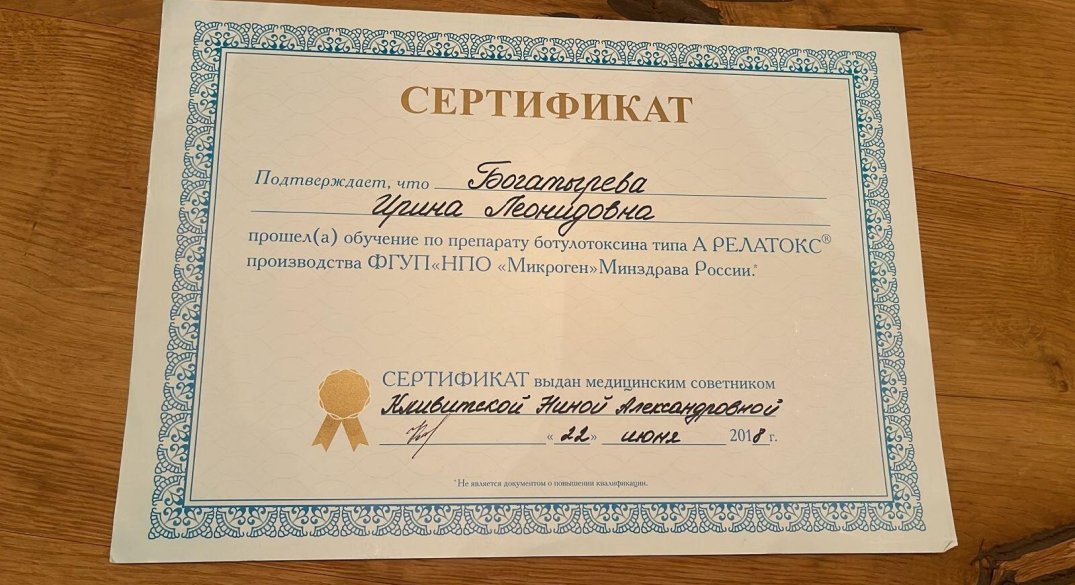 СЕРТИФИКАТ
Подтверждает, что Богатырева
Ирина Леонидовна
прошел(а) обучение по препарату ботулотоксина типа А РЕЛАТОКС®
производства ФГУП«НПО «Микроген»Минздрава России.*
СЕРТИФИКАТ выдан медицинским советником
Кливитской Ниной Александровной
«22» июня 2018 г.
*Не является документом о повышении квалификации.